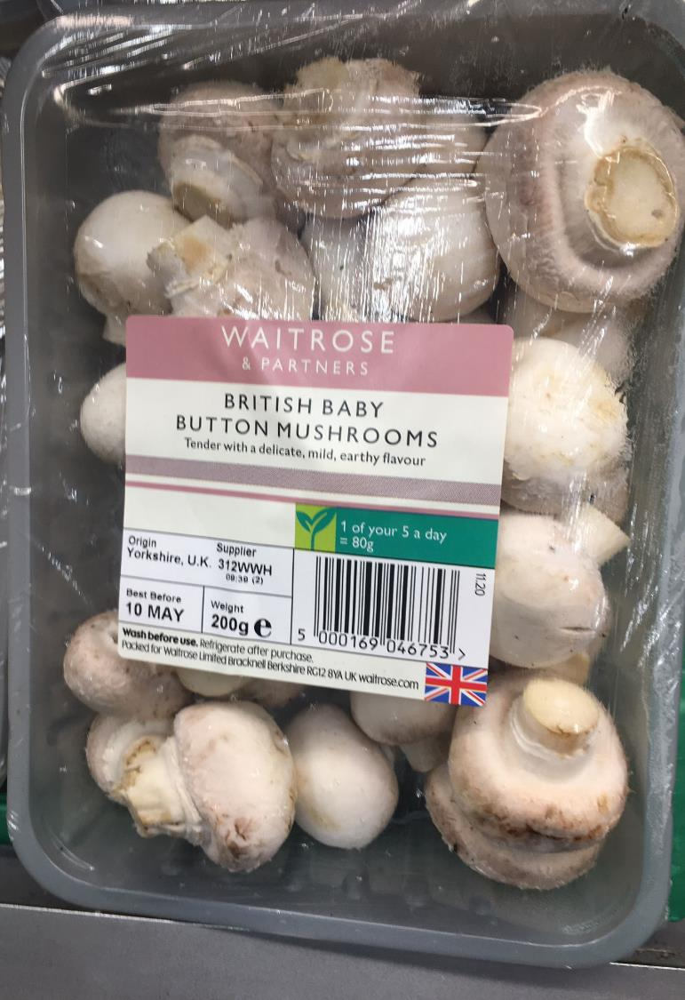 WAITROSE
& PARTNERS
BRITISH BABY
BUTTON MUSHROOMS
Tender with a delicate, mild, earthy flavour
1 of your 5 a day
= 80g
Origin
Yorkshire, U.K.
Supplier
312WWH
08:38 (2)
Best Before
10 MAY
Weight
200g e
11.20
5 000169 046753 >
Wash before use. Refrigerate after purchase.
Packed for Waitrose Limited Bracknell Berkshire RG12 8YA UK waitrose.com